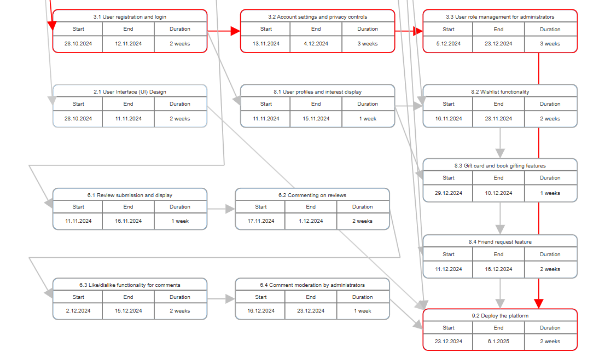 3.1 User registration and login
Start End Duration
28.10.2024 12.11.2024 2 weeks
3.2 Account settings and privacy controls
Start End Duration
13.11.2024 4.12.2024 3 weeks
3.3 User role management for administrators
Start End Duration
5.12.2024 23.12.2024 3 weeks
2.1 User Interface (UI) Design
Start End Duration
28.10.2024 11.11.2024 2 weeks
8.1 User profiles and interest display
Start End Duration
11.11.2024 15.11.2024 1 week
8.2 Wishlist functionality
Start End Duration
16.11.2024 28.11.2024 2 weeks
8.3 Gift card and book gifting features
Start End Duration
29.12.2024 10.12.2024 1 weeks
6.1 Review submission and display
Start End Duration
11.11.2024 16.11.2024 1 week
6.2 Commenting on reviews
Start End Duration
17.11.2024 1.12.2024 2 weeks
8.4 Friend request feature
Start End Duration
11.12.2024 18.12.2024 2 weeks
6.3 Like/dislike functionality for comments
Start End Duration
2.12.2024 15.12.2024 2 weeks
6.4 Comment moderation by administrators
Start End Duration
16.12.2024 23.12.2024 1 week
9.2 Deploy the platform
Start End Duration
23.12.2024 6.1.2025 2 weeks